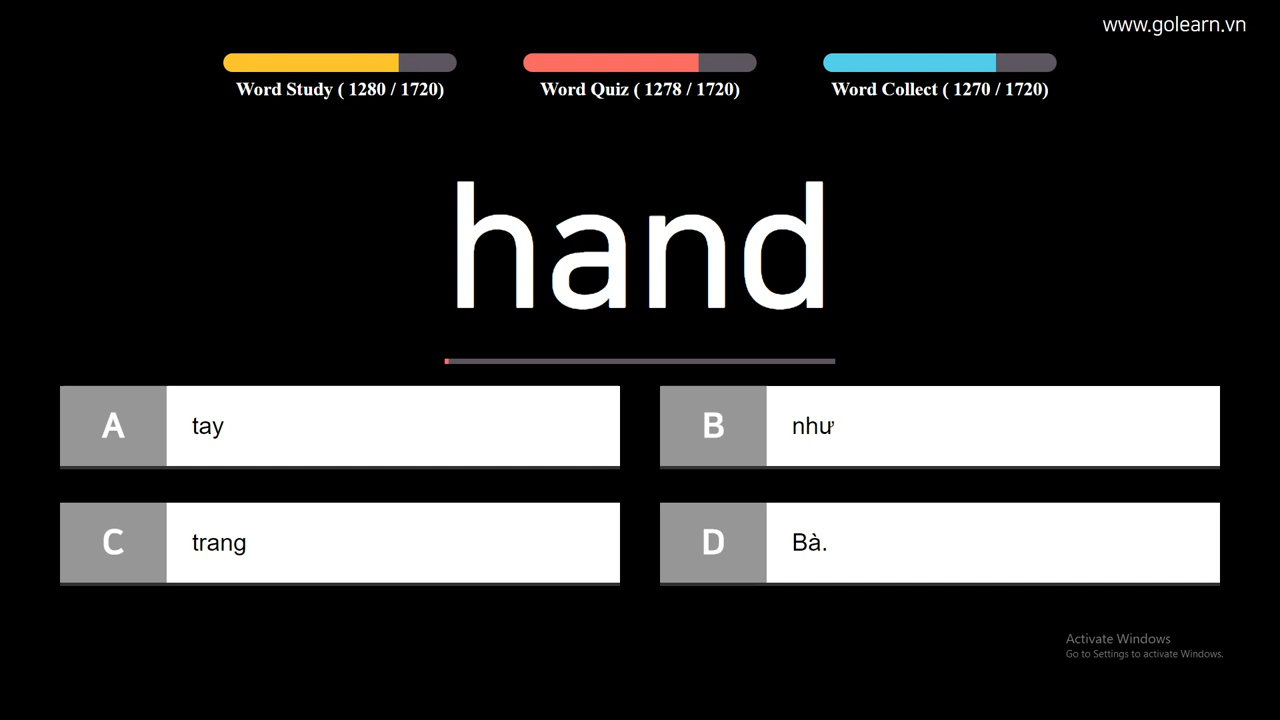 www.golearn.vn
Word Study ( 1280 / 1720)
Word Quiz ( 1278 / 1720)
Word Collect ( 1270 / 1720)
hand
A
tay
B
như
C
trang
D
Bà.
Activate Windows
Go to Settings to activate Windows.